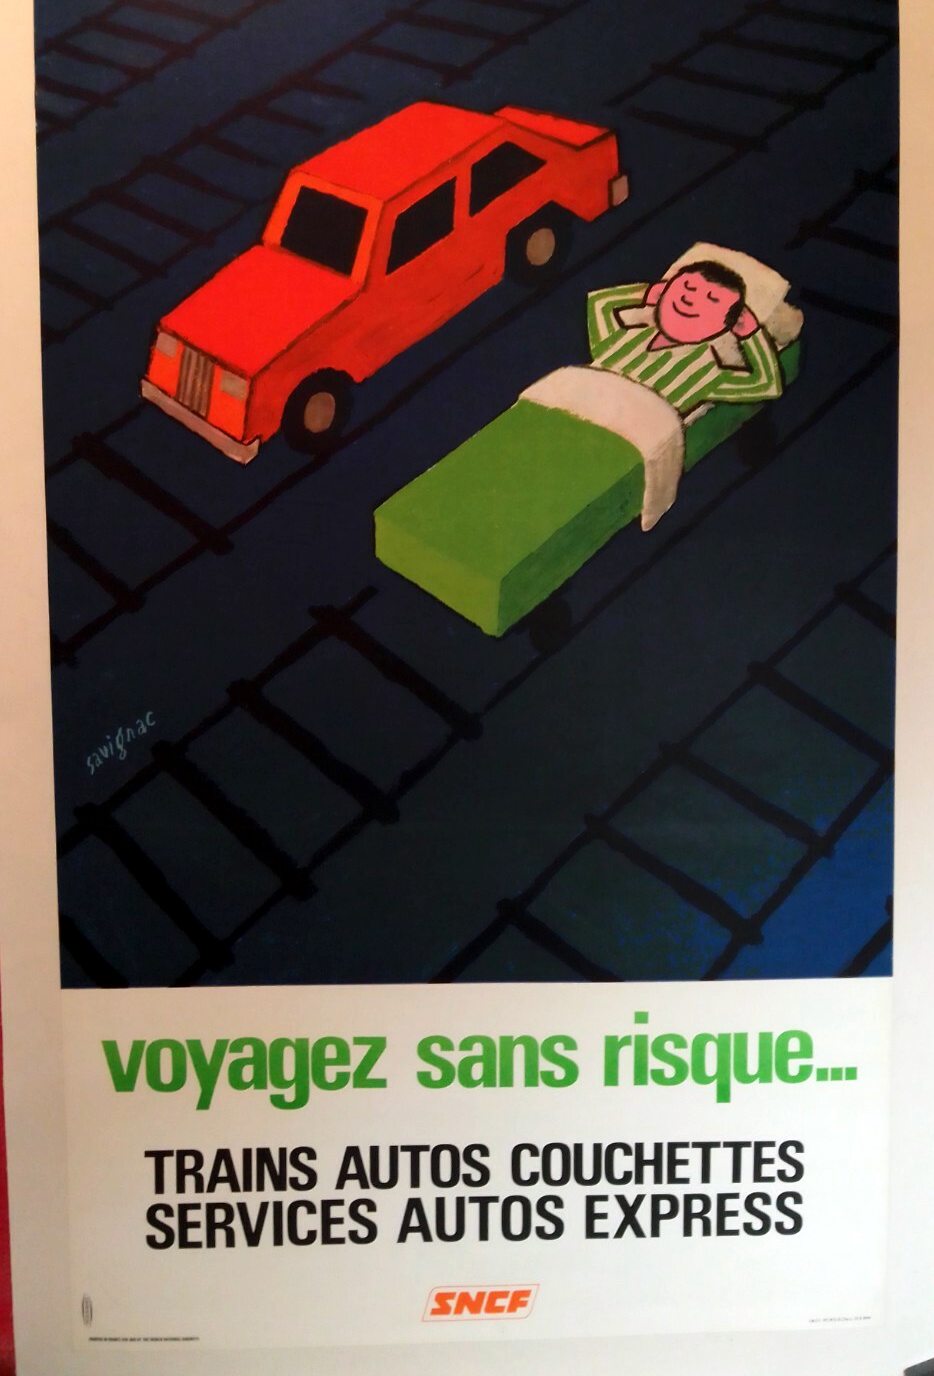 savignac
voyagez sans risque...
TRAINS AUTOS COUCHETTES
SERVICES AUTOS EXPRESS
SNCF